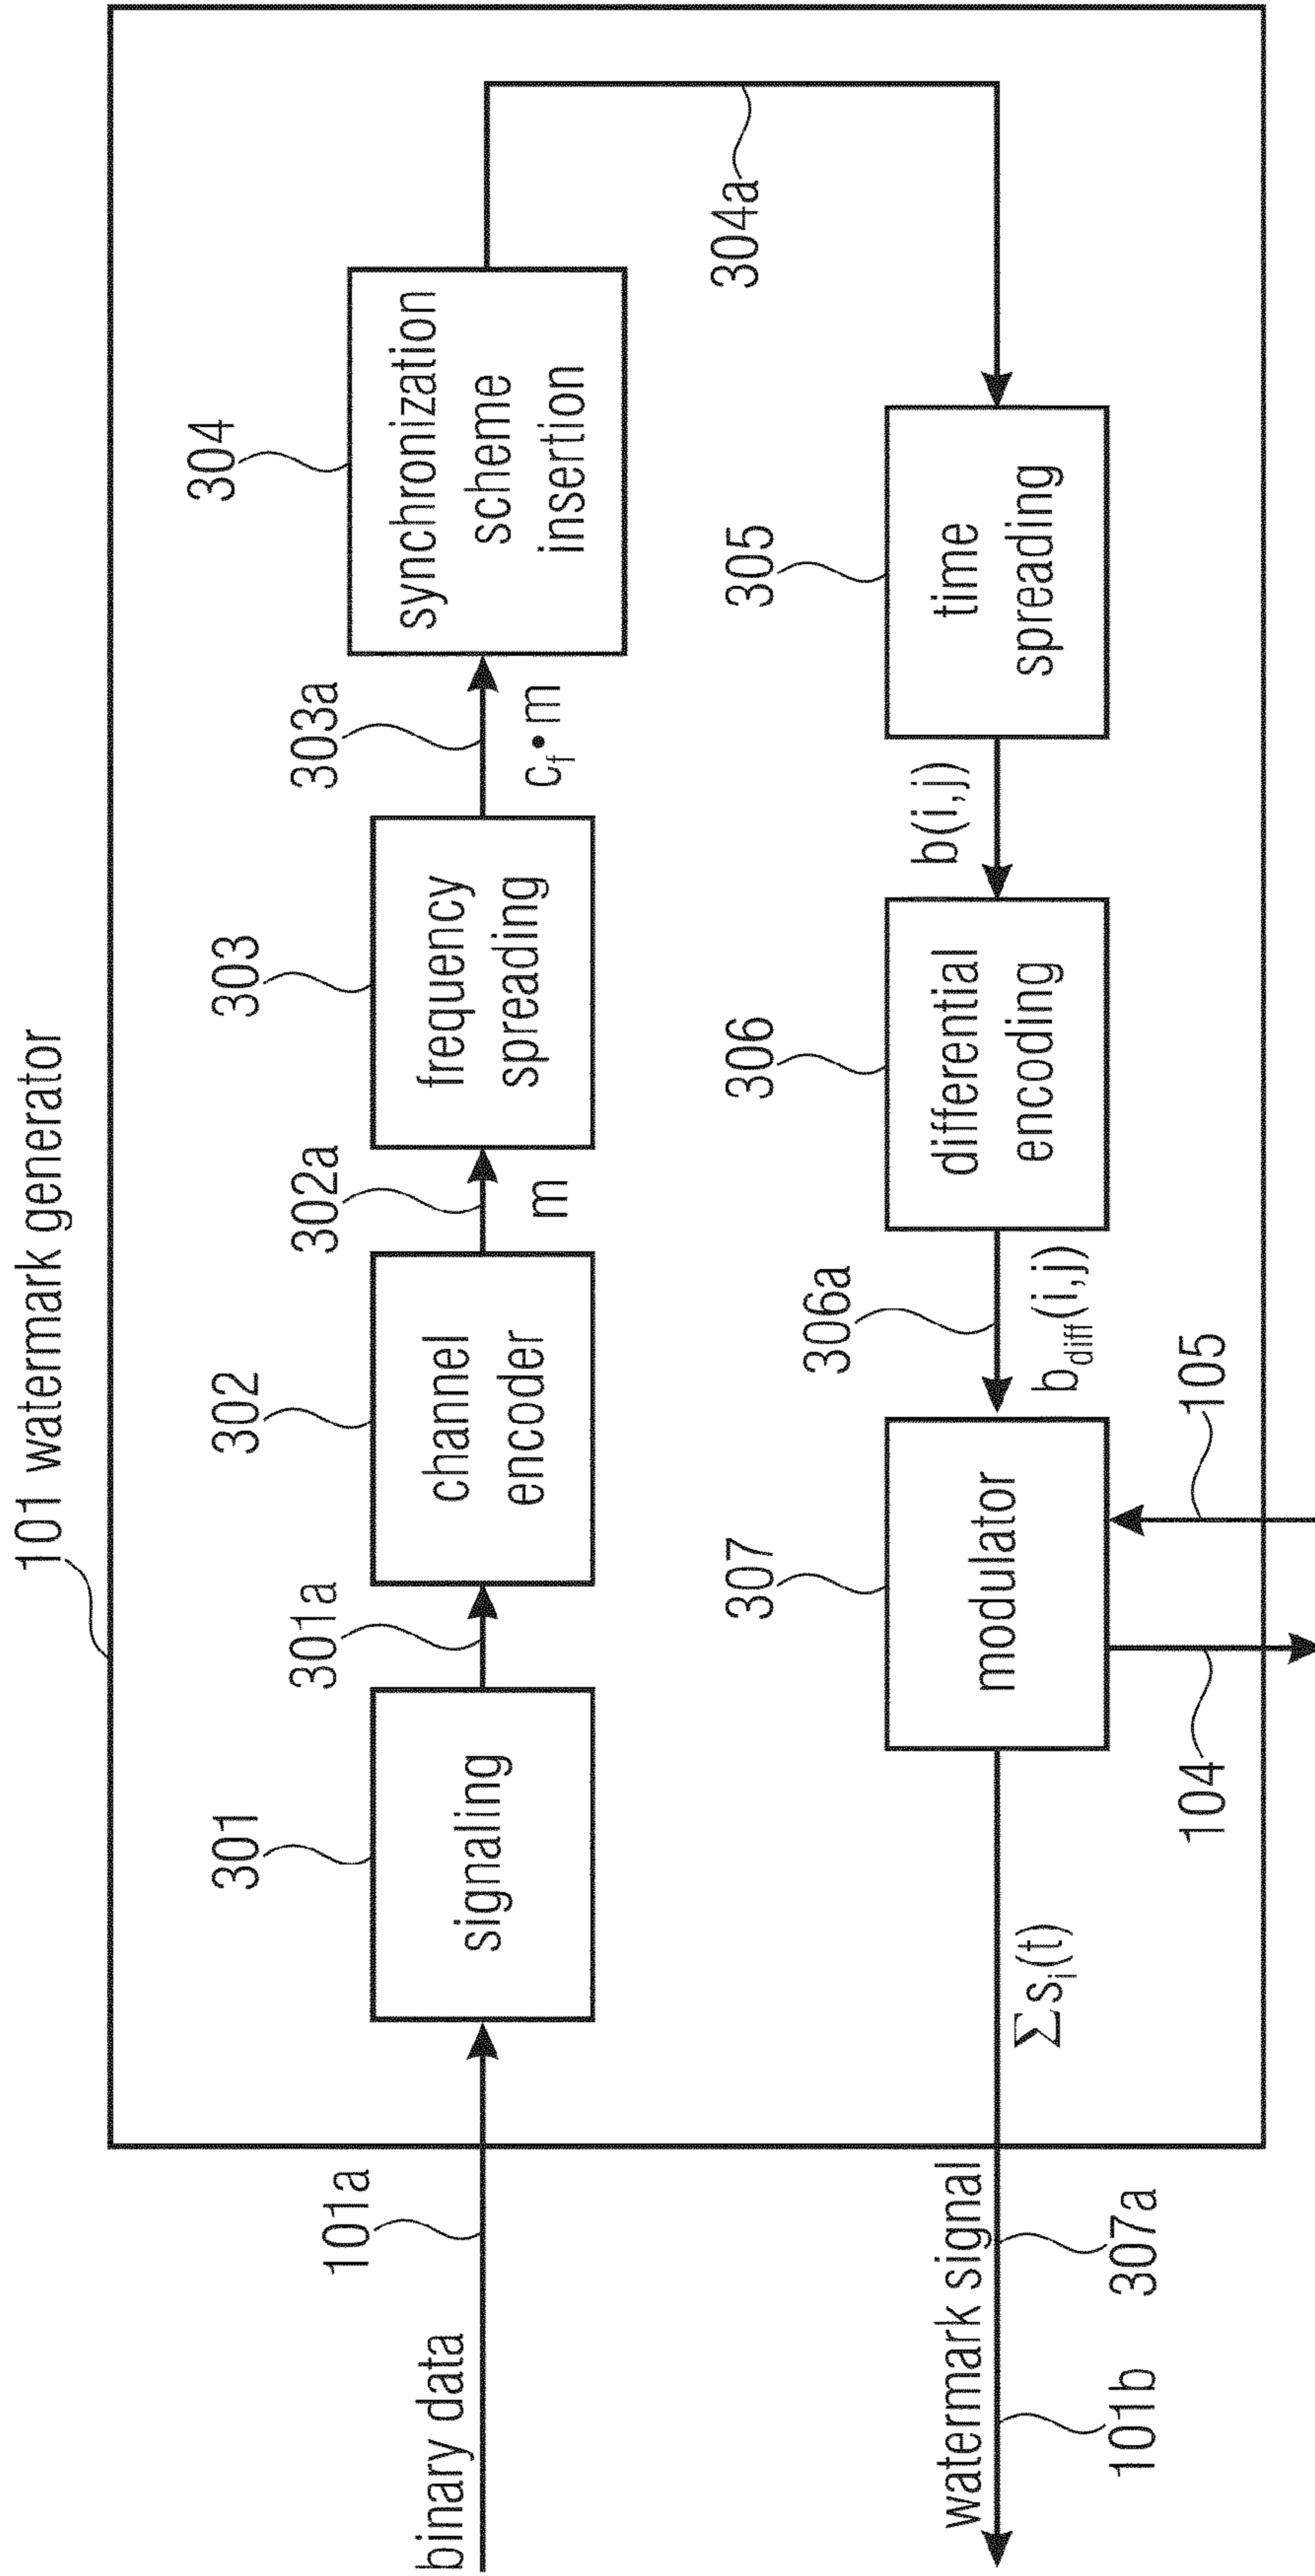 101 watermark generator
binary data
101a
301
signaling
301a
302
channel
encoder
302a
m
303
frequency
spreading
303a
c_f•m
304
synchronization
scheme
insertion
304a
305
time
spreading
b(i,j)
306
differential
encoding
306a
b_diff(i,j)
307
modulator
105
104
∑s_i(t)
watermark signal
307a
101b